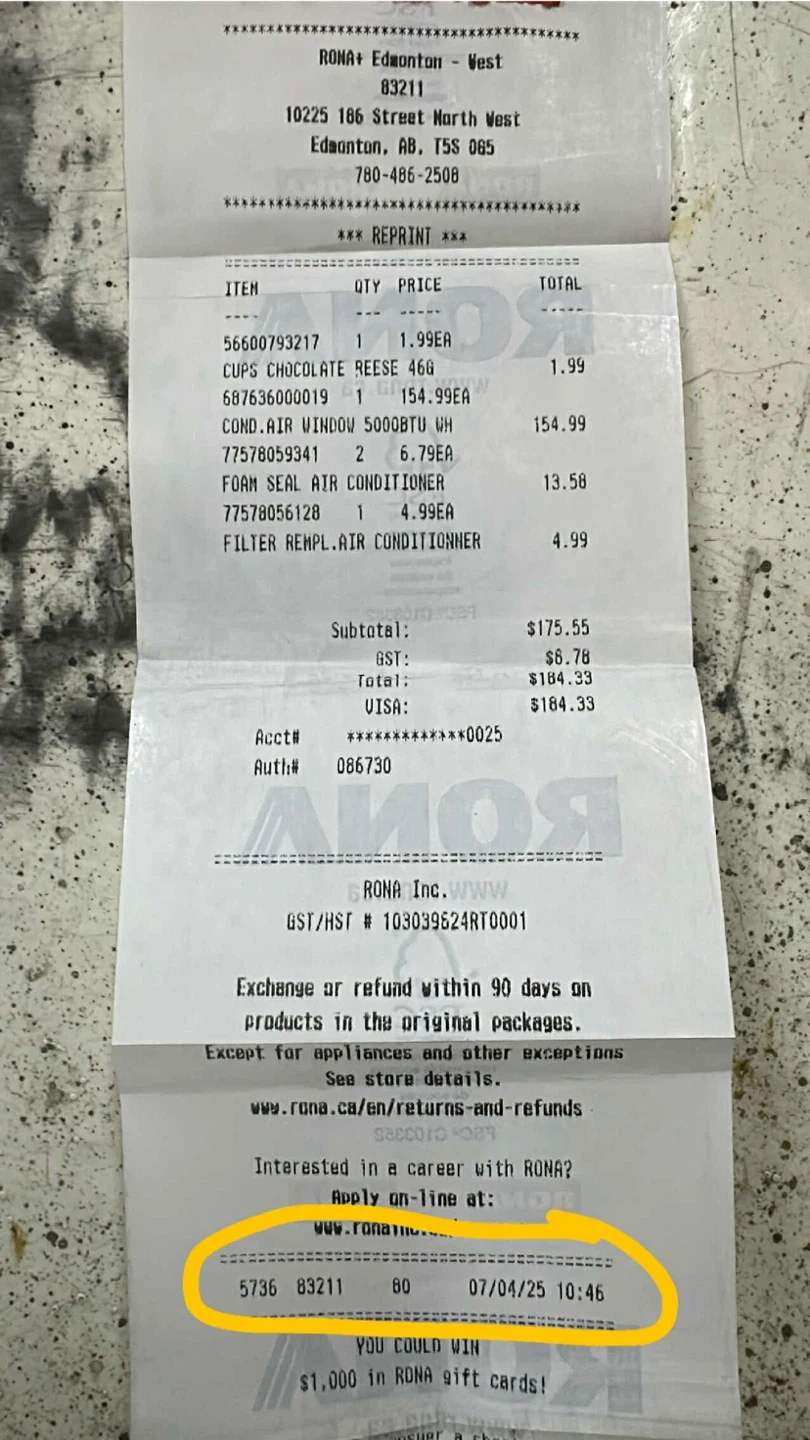 ****************************************
RONA+ Edmonton - West
83211
10225 186 Street North West
Edmonton, AB, T5S 0G5
780-486-2508
****************************************
*** REPRINT ***
========================================
ITEM QTY PRICE TOTAL
---- --- ----- -----
56600793217 1 1.99EA
CUPS CHOCOLATE REESE 46G 1.99
687636000019 1 154.99EA
COND.AIR WINDOW 5000BTU WH 154.99
77578059341 2 6.79EA
FOAM SEAL AIR CONDITIONER 13.58
77578056128 1 4.99EA
FILTER REMPL.AIR CONDITIONNER 4.99
Subtotal: $175.55
GST: $8.78
Total: $184.33
VISA: $184.33
Acct# *************0025
Auth# 086730
========================================
RONA Inc.
GST/HST # 103039624RT0001
Exchange or refund within 90 days on
products in the original packages.
Except for appliances and other exceptions
See store details.
www.rona.ca/en/returns-and-refunds
Interested in a career with RONA?
Apply on-line at:
========================================
5736 83211 80 07/04/25 10:46
========================================
YOU COULD WIN
$1,000 in RONA gift cards!